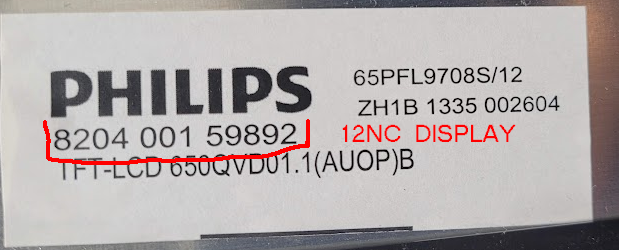 PHILIPS
65PFL9708S/12
ZH1B 1335 002604
8204 001 59892
12NC DISPLAY
TFT-LCD 650QVD01.1(AUOP)B